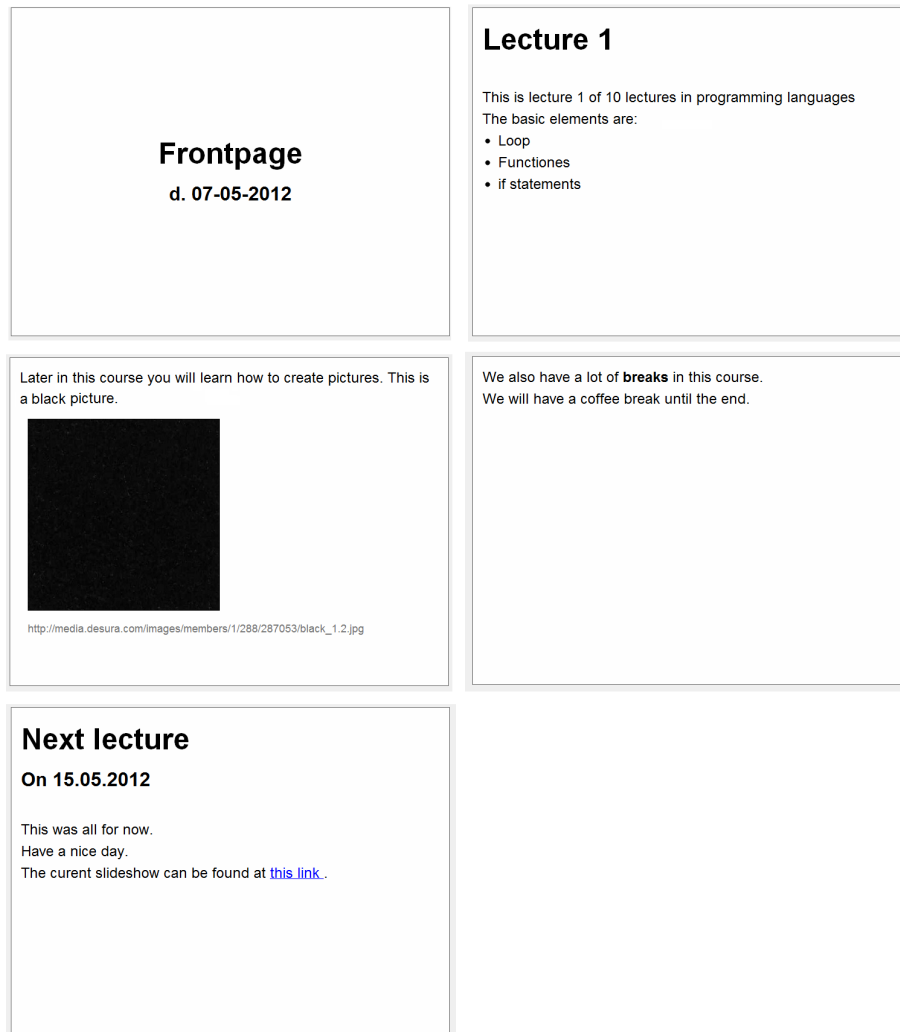 Frontpage
d. 07-05-2012
Lecture 1
This is lecture 1 of 10 lectures in programming languages
The basic elements are:
• Loop
• Functiones
• if statements
Later in this course you will learn how to create pictures. This is
a black picture.
http://media.desura.com/images/members/1/288/287053/black_1.2.jpg
We also have a lot of breaks in this course.
We will have a coffee break until the end.
Next lecture
On 15.05.2012
This was all for now.
Have a nice day.
The curent slideshow can be found at this link .